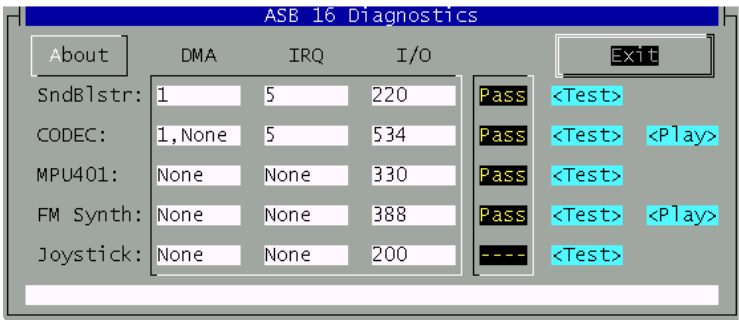 ASB 16 Diagnostics
About DMA IRQ I/O Exit
SndBlstr: 1 5 220 Pass <Test>
CODEC: 1,None 5 534 Pass <Test> <Play>
MPU401: None None 330 Pass <Test>
FM Synth: None None 388 Pass <Test> <Play>
Joystick: None None 200 ---- <Test>